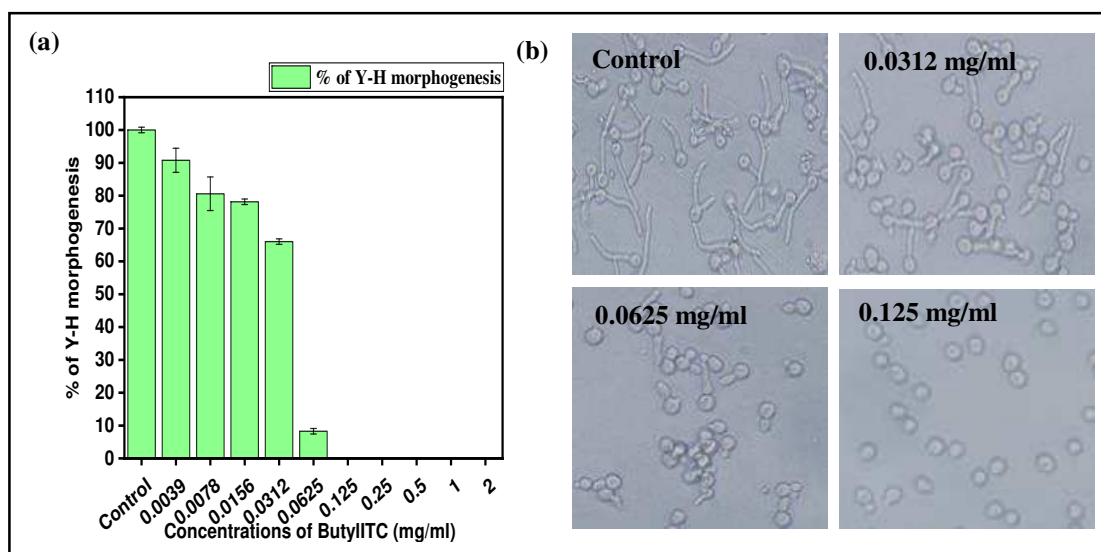 (a)
% of Y-H morphogenesis
110
100
90
80
70
60
50
40
30
20
10
0
% of Y-H morphogenesis
Control
0.0039
0.0078
0.0156
0.0312
0.0625
0.125
0.25
0.5
1
2
Concentrations of ButylITC (mg/ml)
(b)
Control
0.0312 mg/ml
0.0625 mg/ml
0.125 mg/ml